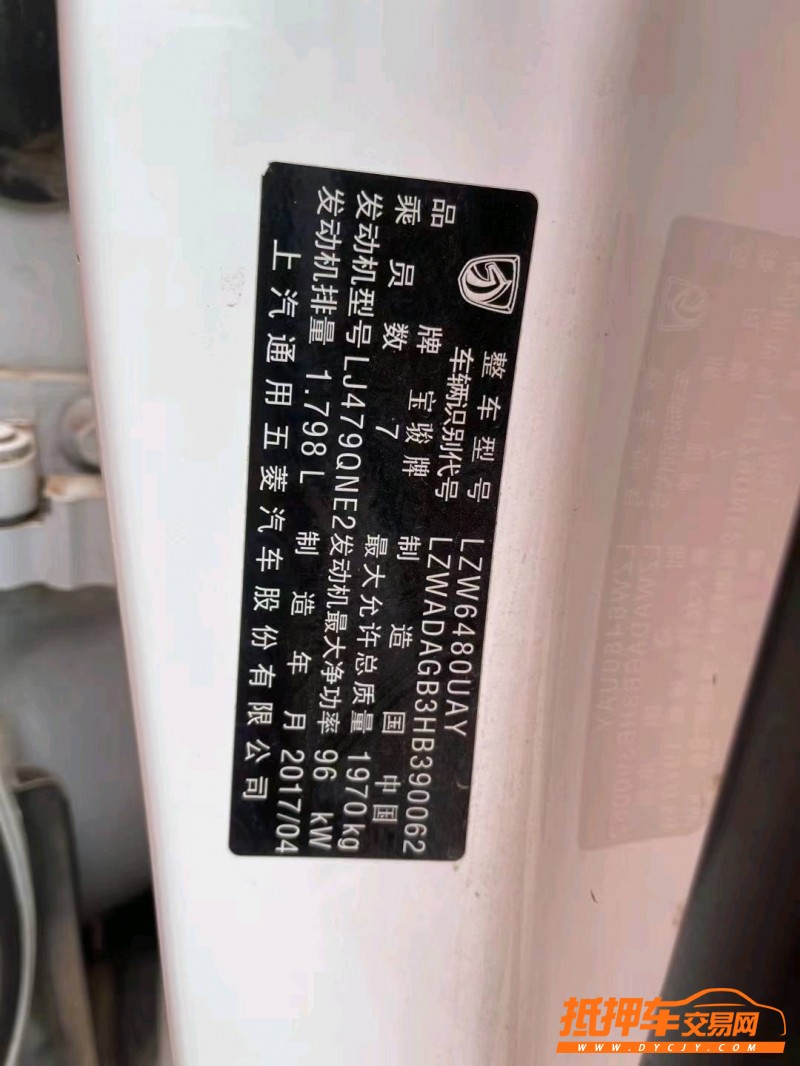 整车型号 LZW6480UAY
车辆识别代号 LZWADAGB3HB390062
品牌 宝骏牌 制造国 中国
乘员数 7 最大允许总质量 1970kg
发动机型号 LJ479QNE2 发动机最大净功率 96 kW
发动机排量 1.798L 制造年月 2017/04
上汽通用五菱汽车股份有限公司
抵押车交易网
WWW.DYCJY.COM